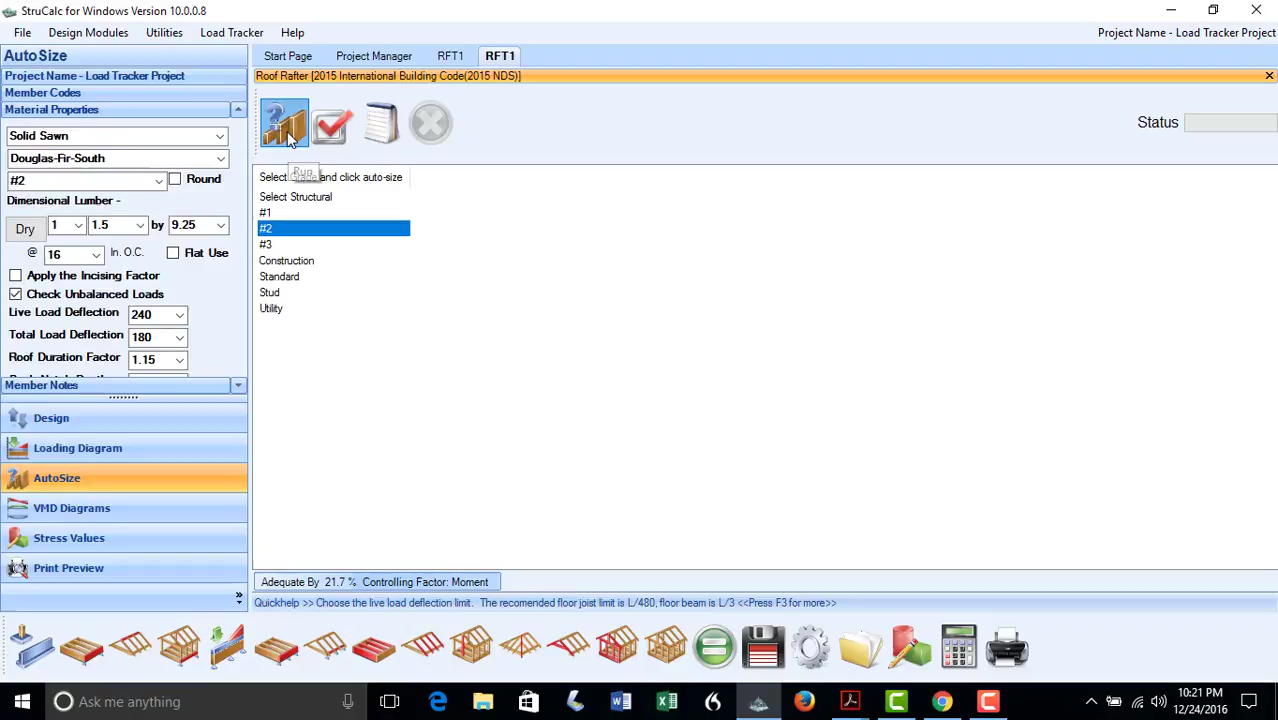 StruCalc for Windows Version 10.0.0.8
File Design Modules Utilities Load Tracker Help
Project Name - Load Tracker Project
AutoSize
Start Page Project Manager RFT1 RFT1
Project Name - Load Tracker Project
Roof Rafter [2015 International Building Code(2015 NDS)]
Member Codes
Material Properties
Status
Solid Sawn
Douglas-Fir-South
#2
Round
Dimensional Lumber -
Dry 1 1.5 by 9.25
@ 16 In. O.C. Flat Use
Apply the Incising Factor
Check Unbalanced Loads
Live Load Deflection 240
Total Load Deflection 180
Roof Duration Factor 1.15
Member Notes
Design
Loading Diagram
AutoSize
VMD Diagrams
Stress Values
Print Preview
Run
Select and click auto-size
Select Structural
#1
#2
#3
Construction
Standard
Stud
Utility
Adequate By 21.7 % Controlling Factor: Moment
Quickhelp >> Choose the live load deflection limit. The recomended floor joist limit is L/480, floor beam is L/3 <<Press F3 for more>>
Ask me anything
10:21 PM
12/24/2016